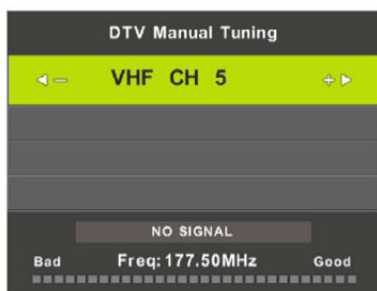 DTV Manual Tuning
VHF CH 5
NO SIGNAL
Bad Freq: 177.50MHz Good